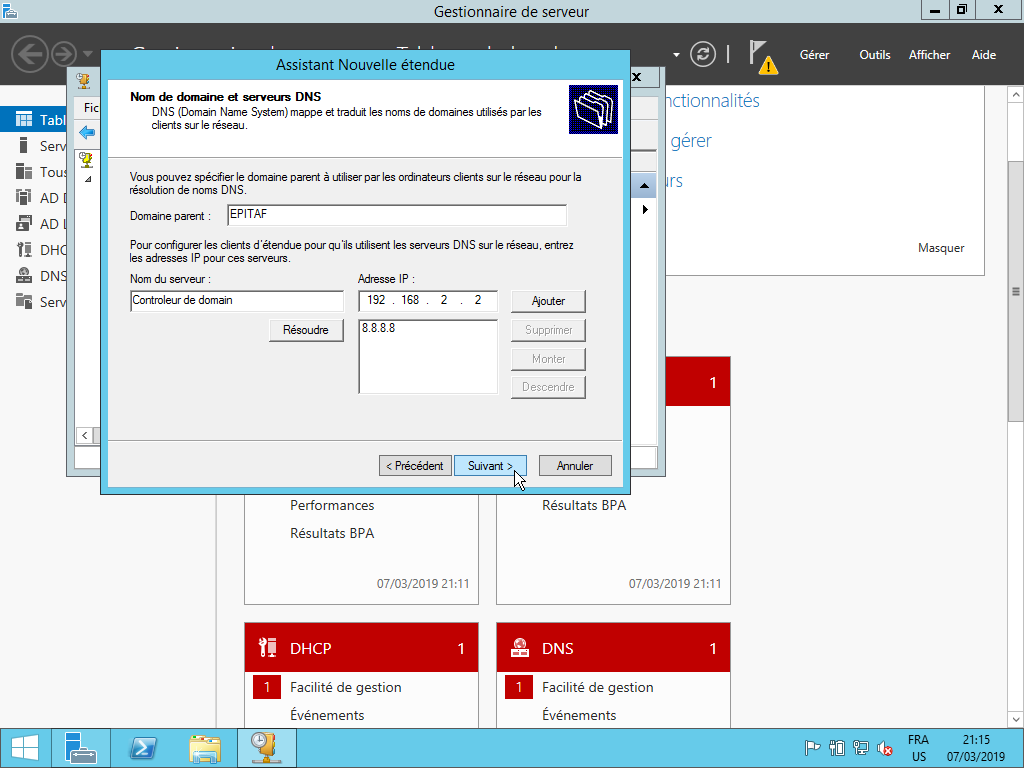 Gestionnaire de serveur
Gérer
Outils
Afficher
Aide
Assistant Nouvelle étendue
Nom de domaine et serveurs DNS
DNS (Domain Name System) mappe et traduit les noms de domaines utilisés par les
clients sur le réseau.
Vous pouvez spécifier le domaine parent à utiliser par les ordinateurs clients sur le réseau pour la
résolution de noms DNS.
Domaine parent :
EPITAF
Pour configurer les clients d'étendue pour qu'ils utilisent les serveurs DNS sur le réseau, entrez
les adresses IP pour ces serveurs.
Nom du serveur :
Adresse IP :
Controleur de domain
192 . 168 . 2 . 2
Ajouter
Résoudre
8.8.8.8
Supprimer
Monter
Descendre
< Précédent
Suivant >
Annuler
Fic
Tabl
Serv
Tous
AD D
AD L
DHC
DNS
Serv
nctionnalités
gérer
urs
Masquer
1
Performances
Résultats BPA
07/03/2019 21:11
Résultats BPA
07/03/2019 21:11
DHCP
1
1
Facilité de gestion
Événements
DNS
1
1
Facilité de gestion
Événements
FRA
US
21:15
07/03/2019